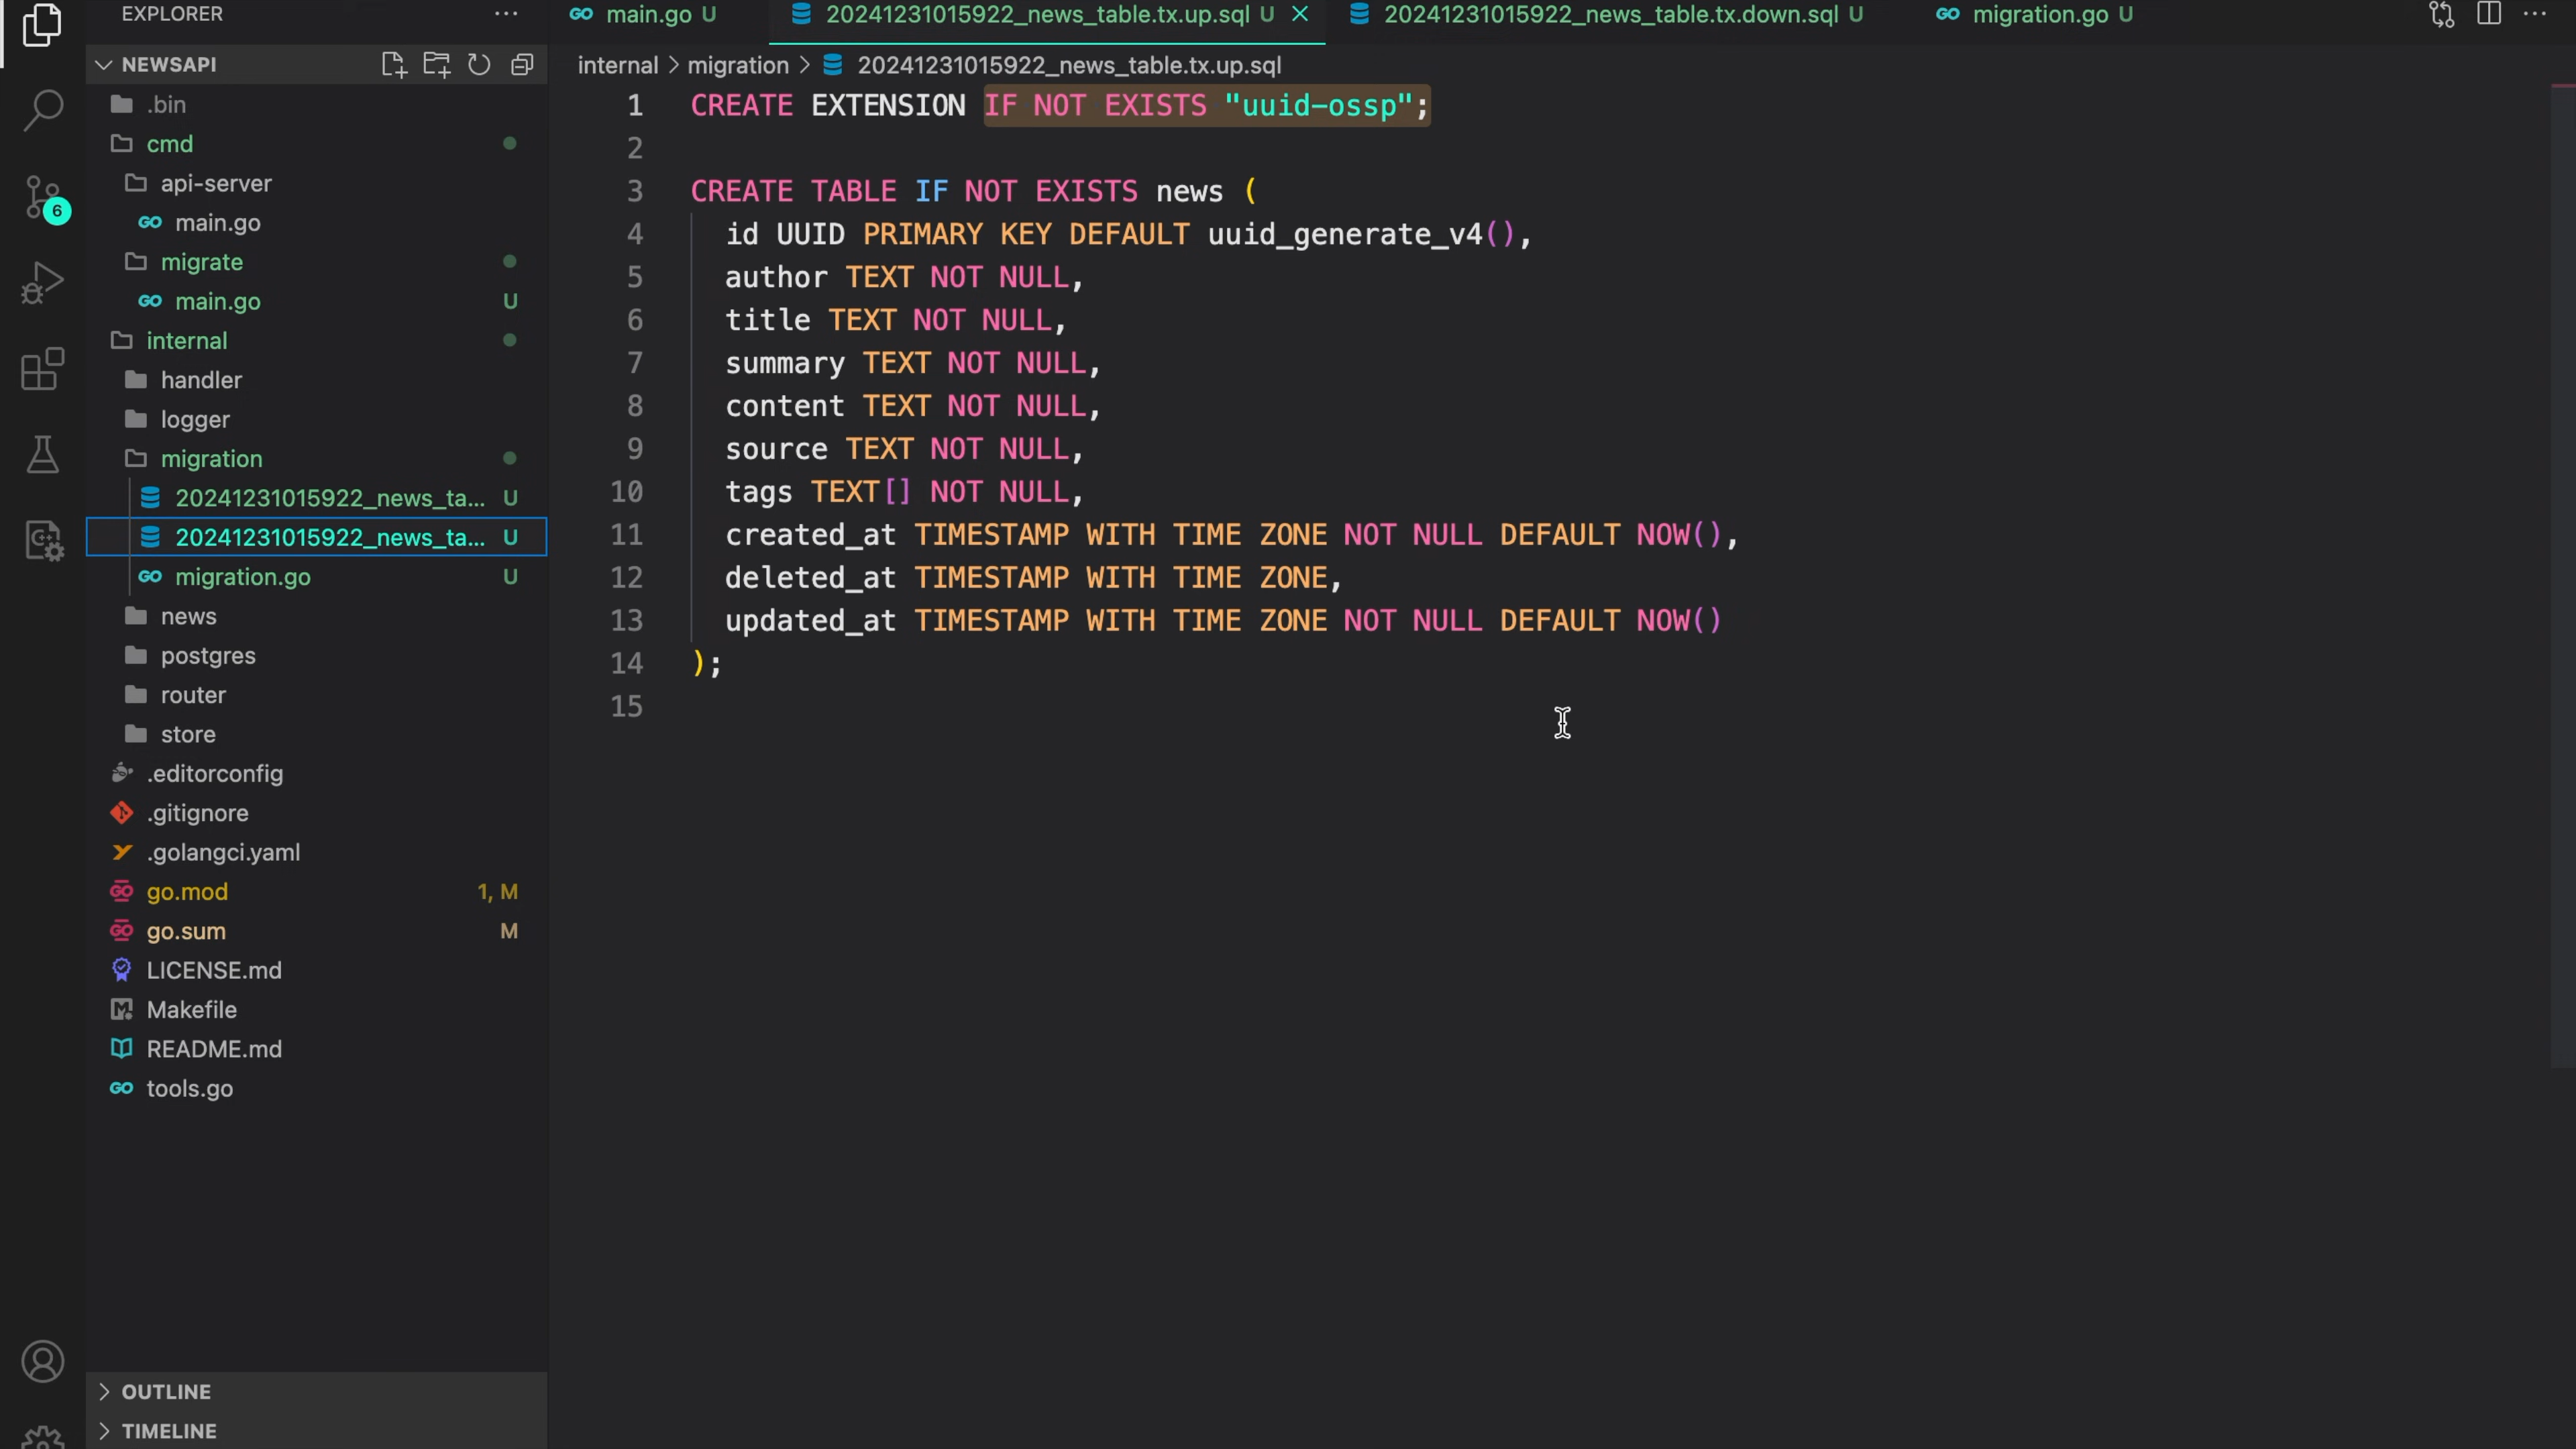 EXPLORER
NEWSAPI
.bin
cmd
api-server
main.go
migrate
main.go U
internal
handler
logger
migration
20241231015922_news_ta... U
20241231015922_news_ta... U
migration.go U
news
postgres
router
store
.editorconfig
.gitignore
.golangci.yaml
go.mod 1, M
go.sum M
LICENSE.md
Makefile
README.md
tools.go
OUTLINE
TIMELINE
6
main.go U
20241231015922_news_table.tx.up.sql U
20241231015922_news_table.tx.down.sql U
migration.go U
internal > migration > 20241231015922_news_table.tx.up.sql
1 CREATE EXTENSION IF NOT EXISTS "uuid-ossp";
2
3 CREATE TABLE IF NOT EXISTS news (
4 id UUID PRIMARY KEY DEFAULT uuid_generate_v4(),
5 author TEXT NOT NULL,
6 title TEXT NOT NULL,
7 summary TEXT NOT NULL,
8 content TEXT NOT NULL,
9 source TEXT NOT NULL,
10 tags TEXT[] NOT NULL,
11 created_at TIMESTAMP WITH TIME ZONE NOT NULL DEFAULT NOW(),
12 deleted_at TIMESTAMP WITH TIME ZONE,
13 updated_at TIMESTAMP WITH TIME ZONE NOT NULL DEFAULT NOW()
14 );
15